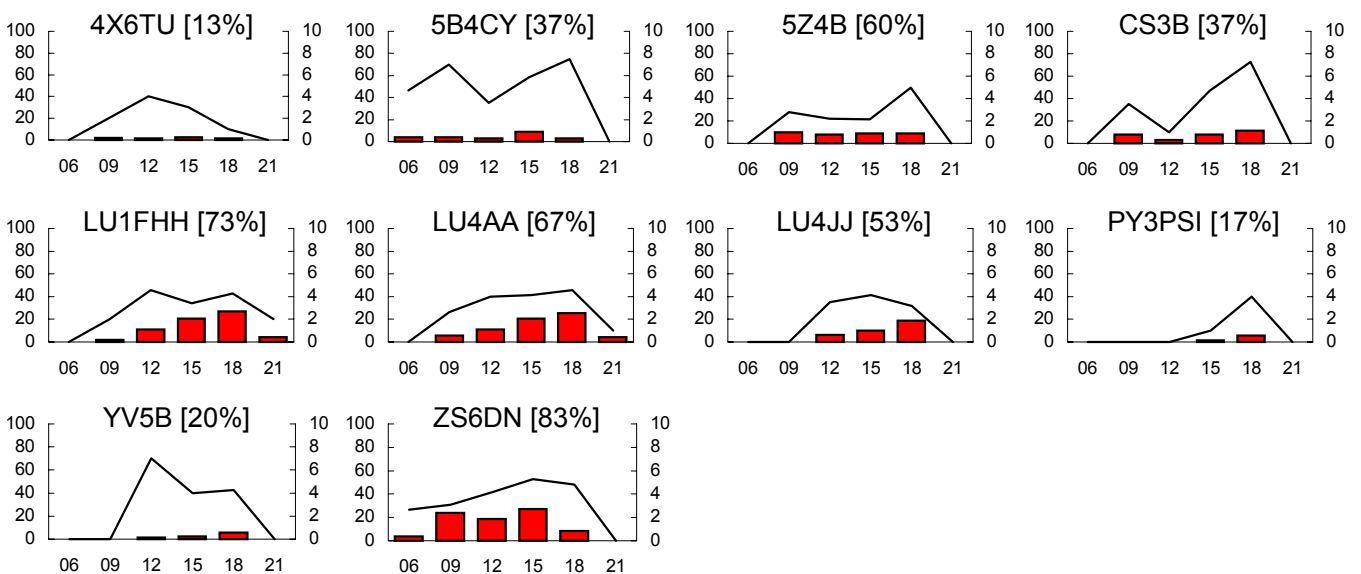 4X6TU [13%] 5B4CY [37%] 5Z4B [60%] CS3B [37%]
100 10 100 10 100 10 100 10
80 8 80 8 80 8 80 8
60 6 60 6 60 6 60 6
40 4 40 4 40 4 40 4
20 2 20 2 20 2 20 2
0 0 0 0 0 0 0 0
06 09 12 15 18 21 06 09 12 15 18 21 06 09 12 15 18 21 06 09 12 15 18 21
LU1FHH [73%] LU4AA [67%] LU4JJ [53%] PY3PSI [17%]
100 10 100 10 100 10 100 10
80 8 80 8 80 8 80 8
60 6 60 6 60 6 60 6
40 4 40 4 40 4 40 4
20 2 20 2 20 2 20 2
0 0 0 0 0 0 0 0
06 09 12 15 18 21 06 09 12 15 18 21 06 09 12 15 18 21 06 09 12 15 18 21
YV5B [20%] ZS6DN [83%]
100 10 100 10
80 8 80 8
60 6 60 6
40 4 40 4
20 2 20 2
0 0 0 0
06 09 12 15 18 21 06 09 12 15 18 21